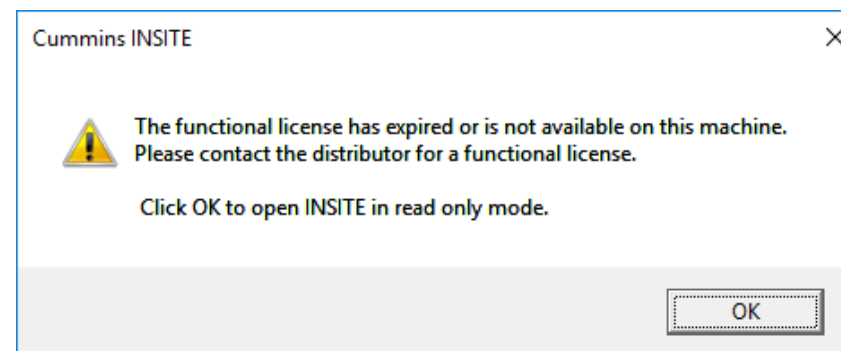 Cummins INSITE
The functional license has expired or is not available on this machine.
Please contact the distributor for a functional license.
Click OK to open INSITE in read only mode.
OK